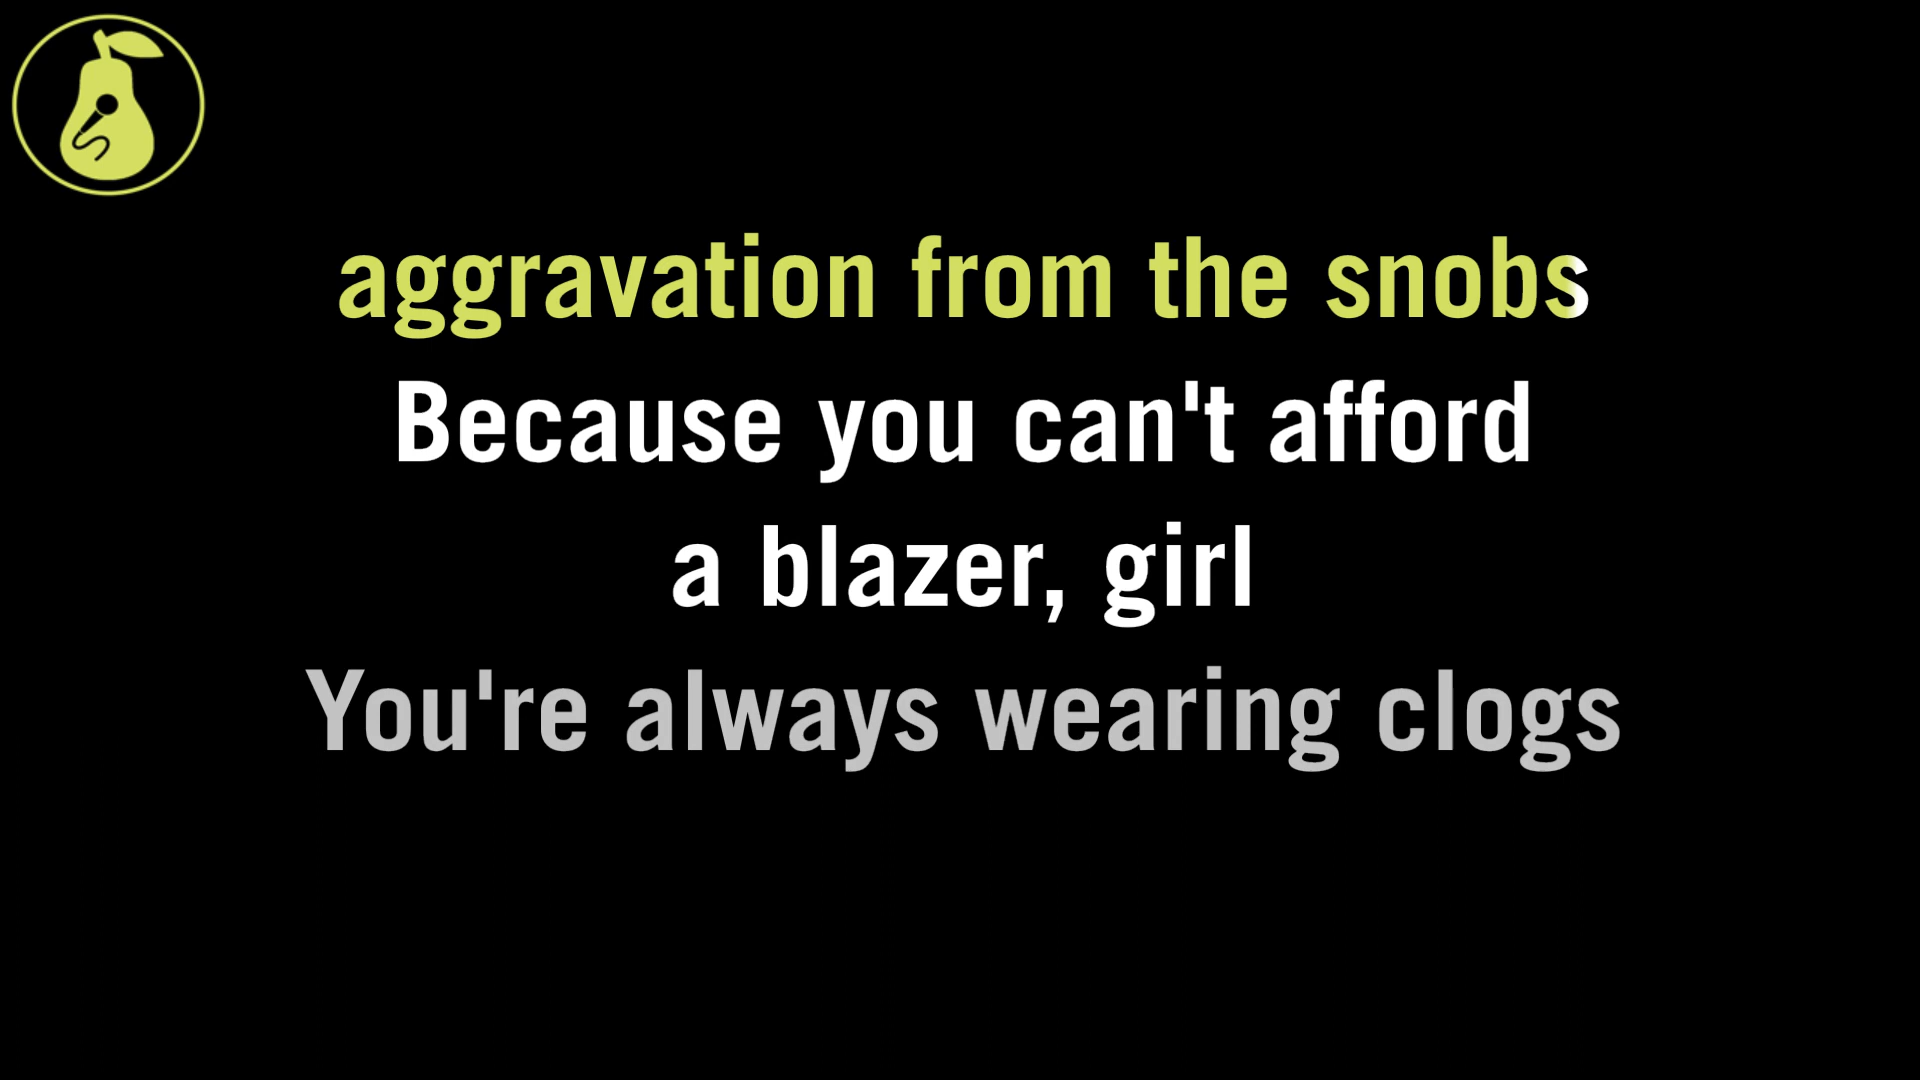 aggravation from the snobs
Because you can't afford
a blazer, girl
You're always wearing clogs